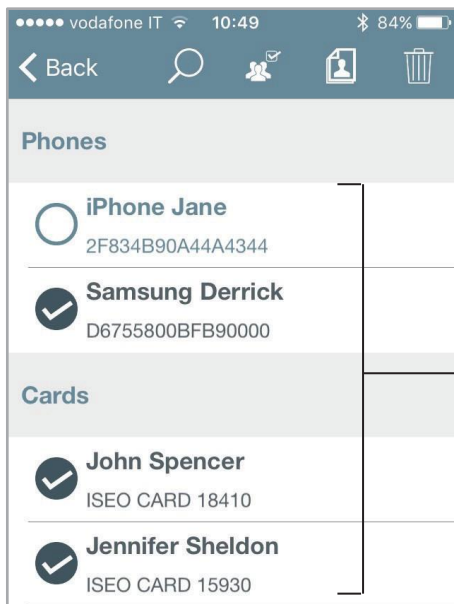 vodafone IT 10:49 84%
Back
Phones
iPhone Jane
2F834B90A44A4344
Samsung Derrick
D6755800BFB90000
Cards
John Spencer
ISEO CARD 18410
Jennifer Sheldon
ISEO CARD 15930